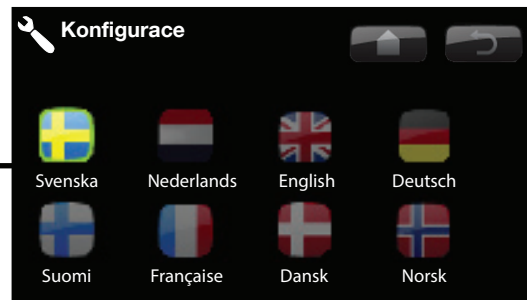 Konfigurace
Svenska Nederlands English Deutsch
Suomi Française Dansk Norsk